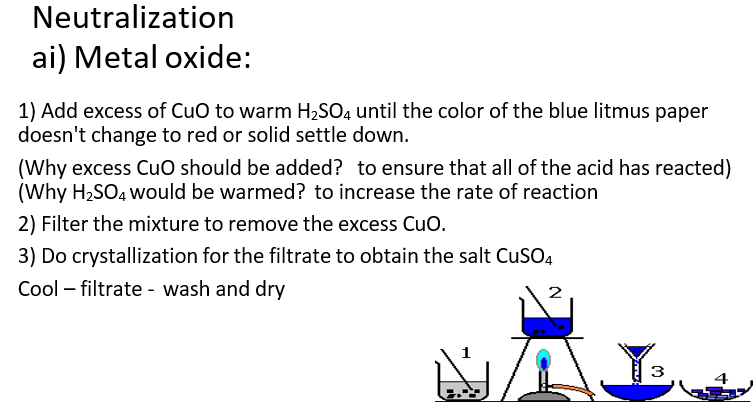 Neutralization
ai) Metal oxide:
1) Add excess of CuO to warm H₂SO₄ until the color of the blue litmus paper
doesn't change to red or solid settle down.
(Why excess CuO should be added?   to ensure that all of the acid has reacted)
(Why H₂SO₄ would be warmed? to increase the rate of reaction
2) Filter the mixture to remove the excess CuO.
3) Do crystallization for the filtrate to obtain the salt CuSO₄
Cool – filtrate -  wash and dry
2
1
3
4